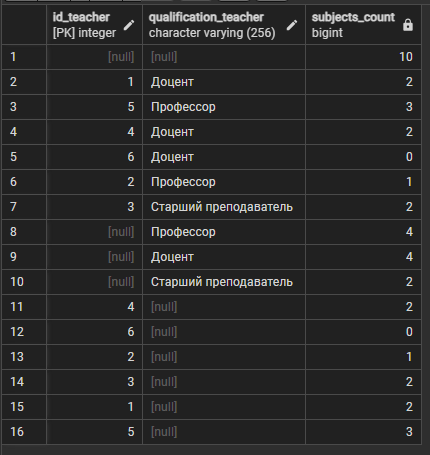 id_teacher qualification_teacher subjects_count
[PK] integer character varying (256) bigint
1 [null] [null] 10
2 1 Доцент 2
3 5 Профессор 3
4 4 Доцент 2
5 6 Доцент 0
6 2 Профессор 1
7 3 Старший преподаватель 2
8 [null] Профессор 4
9 [null] Доцент 4
10 [null] Старший преподаватель 2
11 4 [null] 2
12 6 [null] 0
13 2 [null] 1
14 3 [null] 2
15 1 [null] 2
16 5 [null] 3